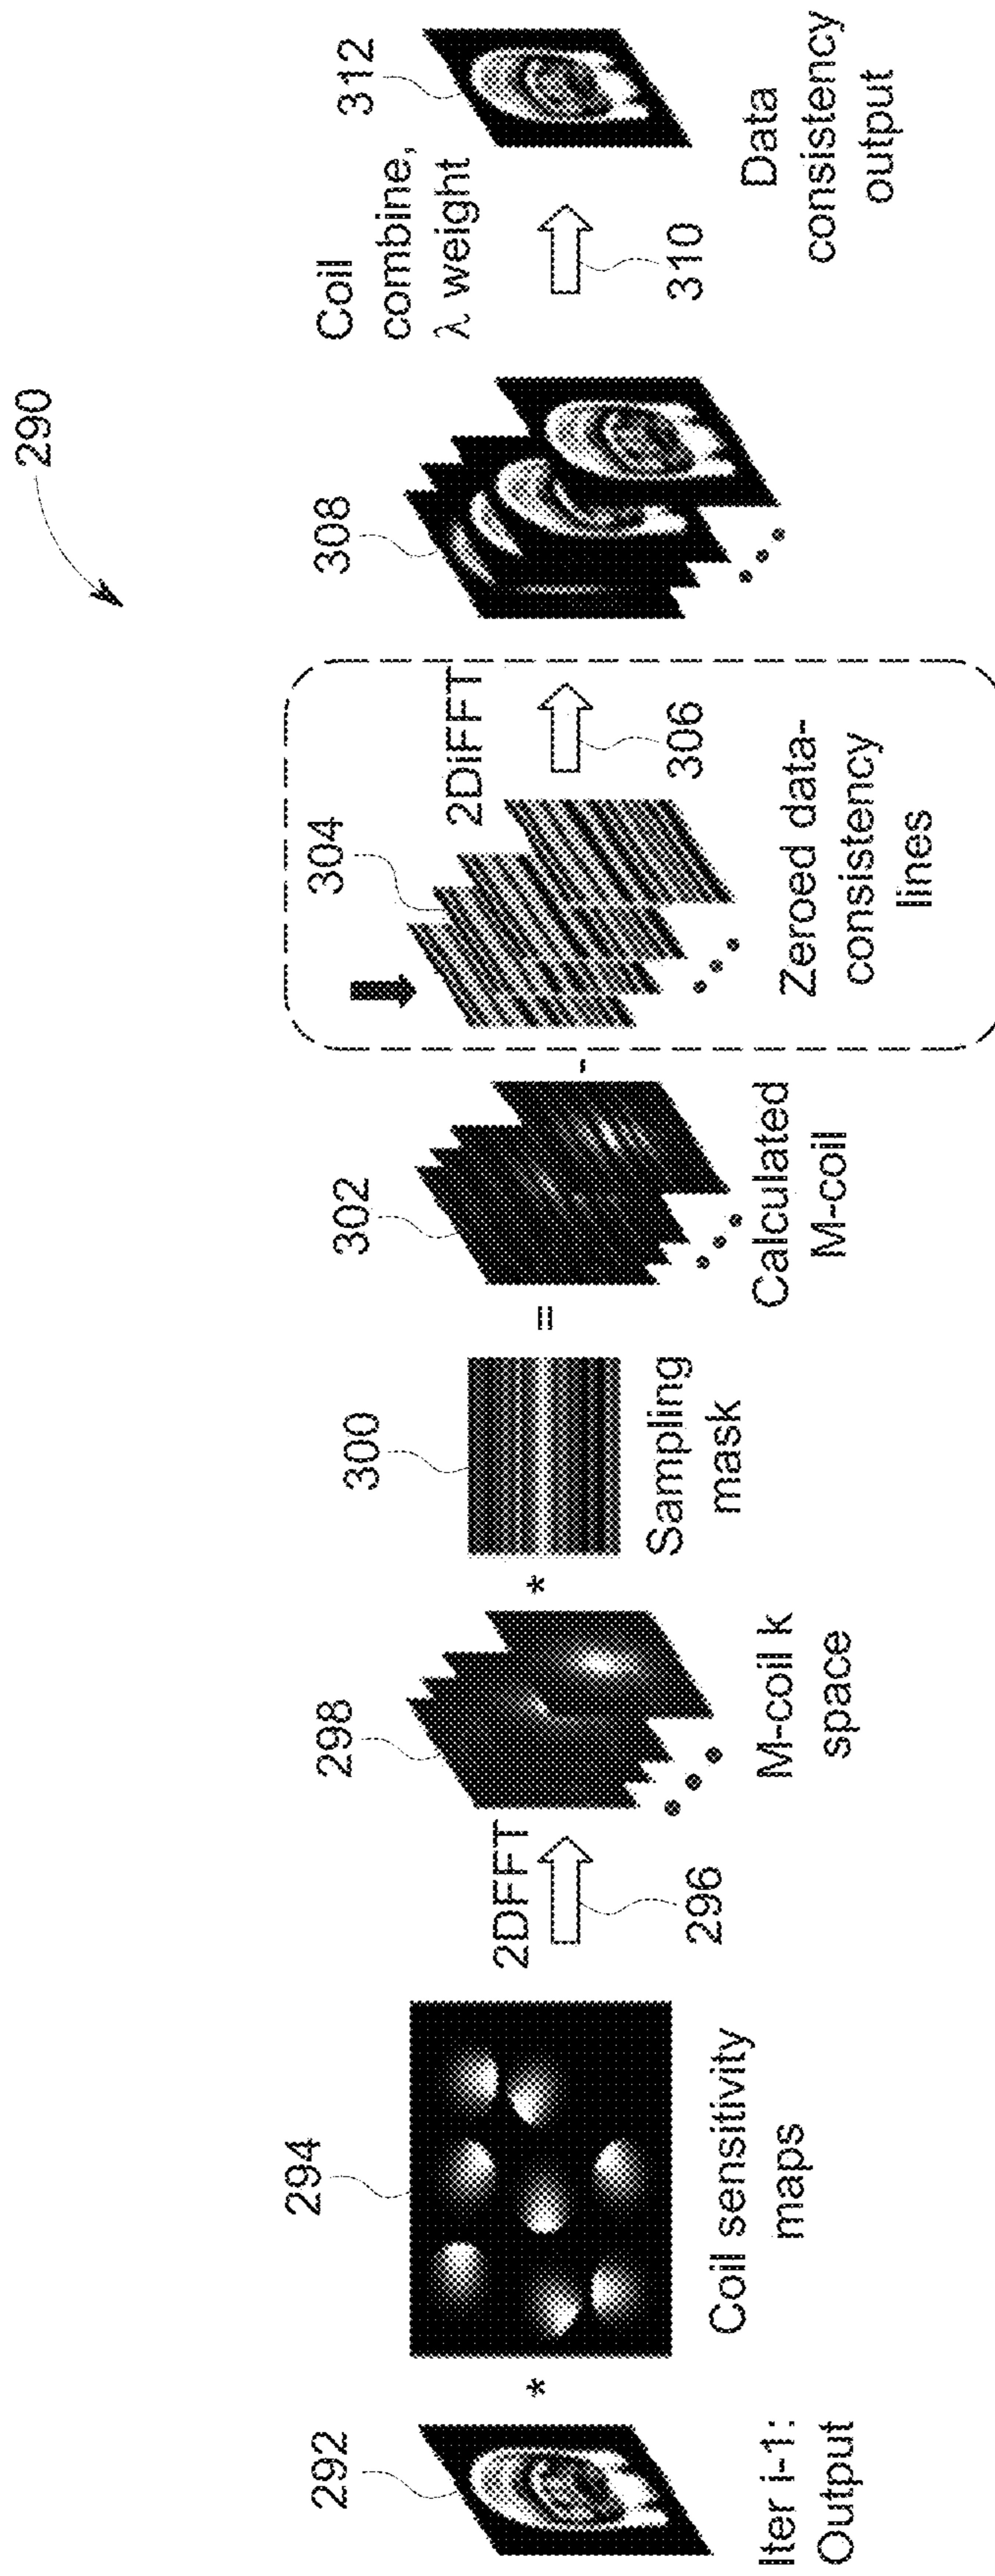 290
292
Iter i-1:
Output
*
294
Coil sensitivity
maps
2DFFT
296
298
M-coil k
space
*
300
Sampling
mask
=
302
Calculated
M-coil
-
304
2DiFFT
306
Zeroed data-
consistency
lines
308
Coil
combine,
λ weight
310
312
Data
consistency
output